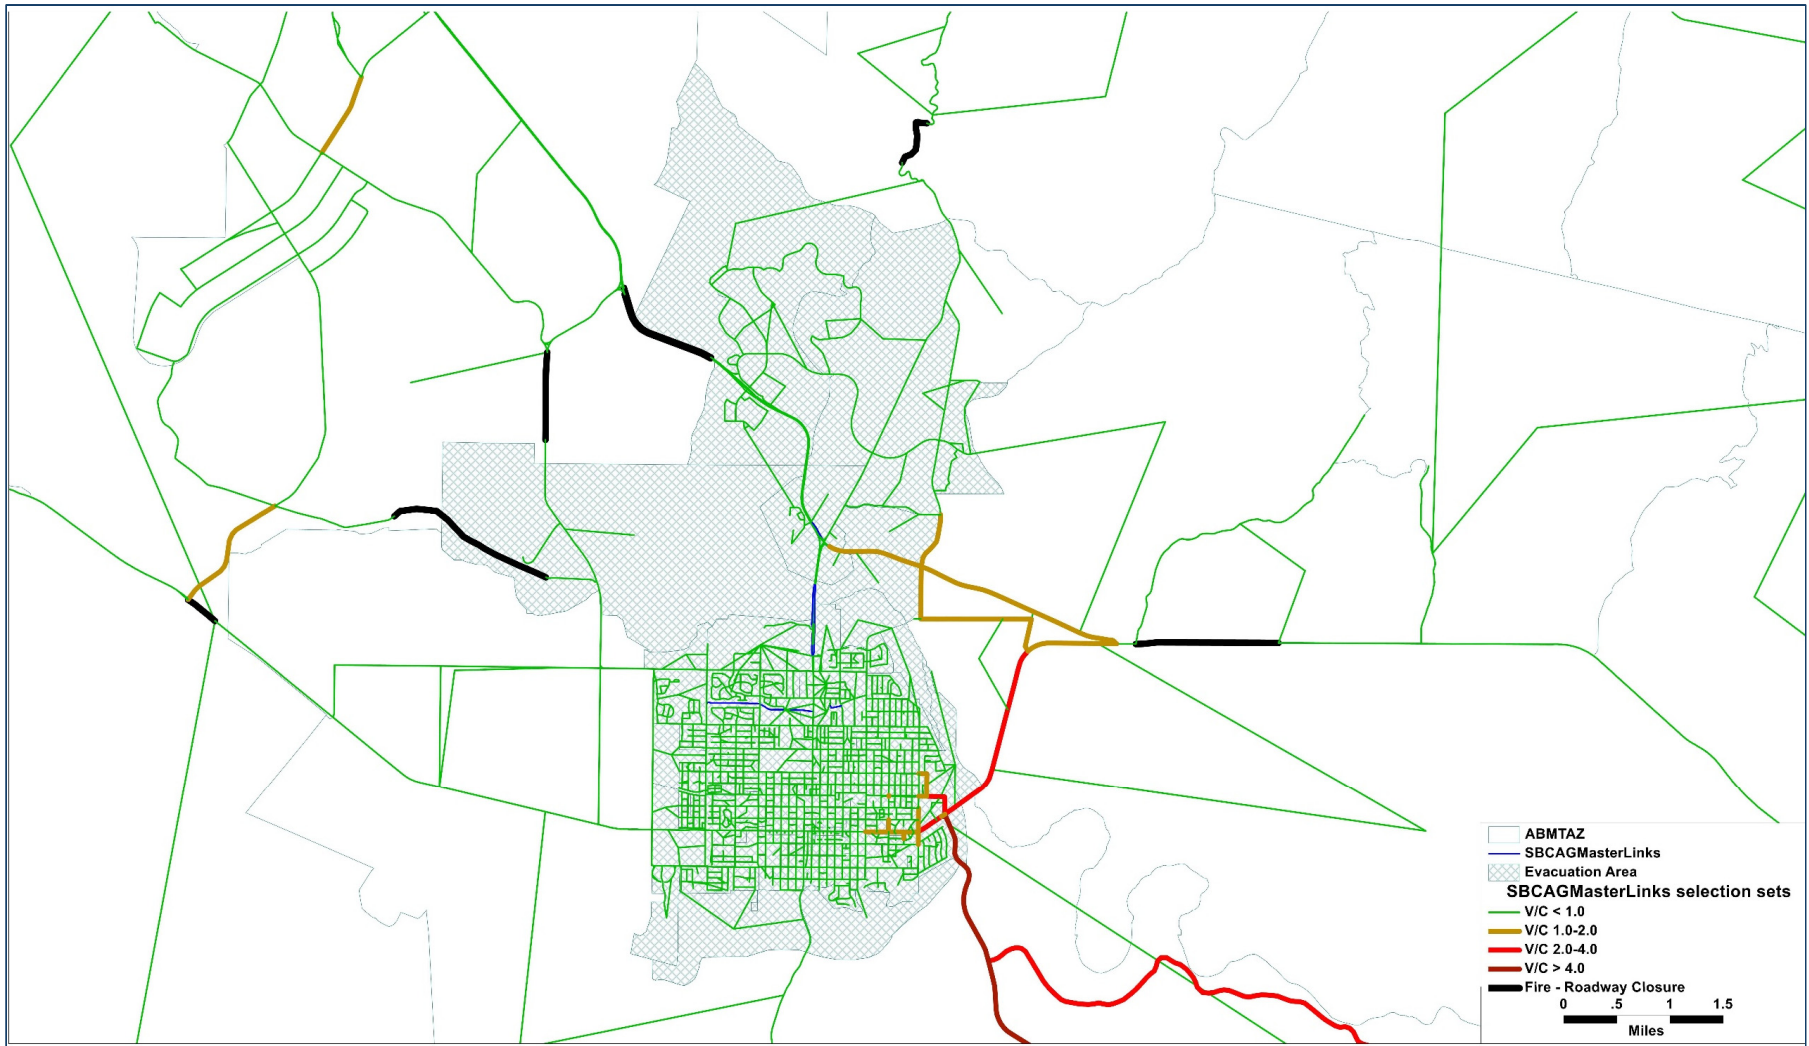 ABMTAZ
SBCAGMasterLinks
Evacuation Area
SBCAGMasterLinks selection sets
V/C < 1.0
V/C 1.0-2.0
V/C 2.0-4.0
V/C > 4.0
Fire - Roadway Closure
0 .5 1 1.5
Miles